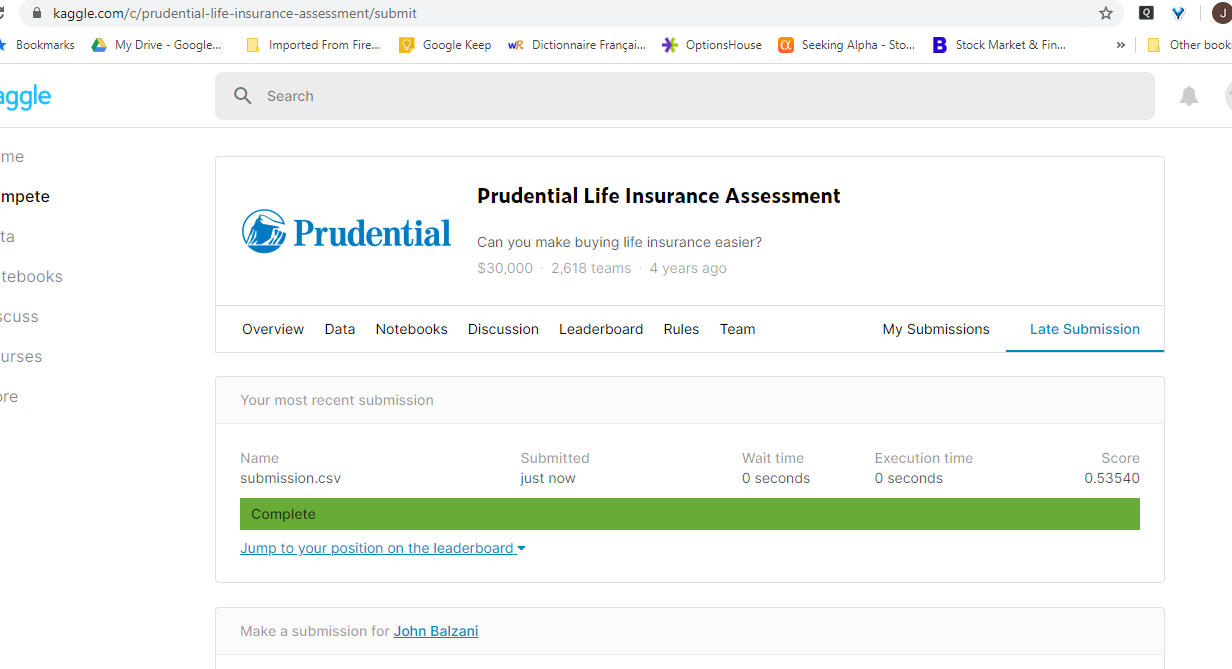 kaggle.com/c/prudential-life-insurance-assessment/submit
Q
J
Bookmarks My Drive - Google... Imported From Fire... Google Keep wR Dictionnaire Françai... OptionsHouse α Seeking Alpha - Sto... B Stock Market & Fin... » Other book
aggle
Search
me
mpete
ta
tebooks
scuss
urses
ore
Prudential
Prudential Life Insurance Assessment
Can you make buying life insurance easier?
$30,000 · 2,618 teams · 4 years ago
Overview Data Notebooks Discussion Leaderboard Rules Team My Submissions Late Submission
Your most recent submission
Name Submitted Wait time Execution time Score
submission.csv just now 0 seconds 0 seconds 0.53540
Complete
Jump to your position on the leaderboard
Make a submission for John Balzani